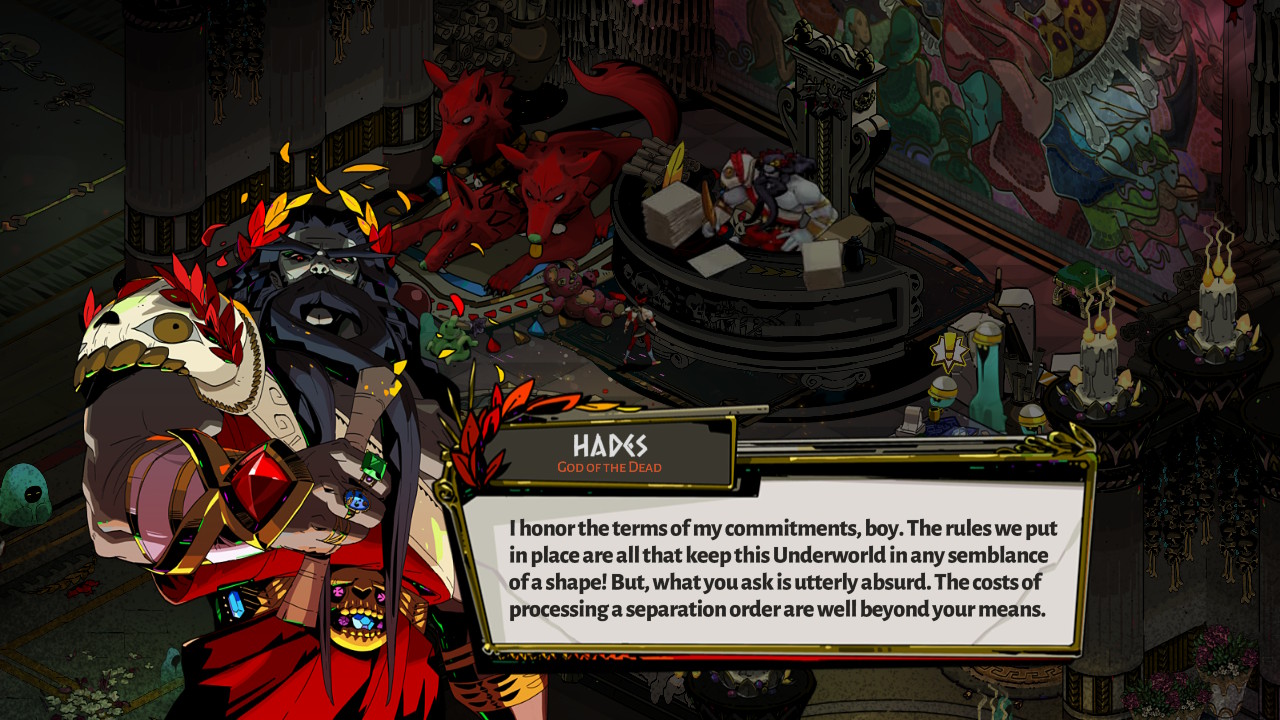 HADES
GOD OF THE DEAD
I honor the terms of my commitments, boy. The rules we put
in place are all that keep this Underworld in any semblance
of a shape! But, what you ask is utterly absurd. The costs of
processing a separation order are well beyond your means.